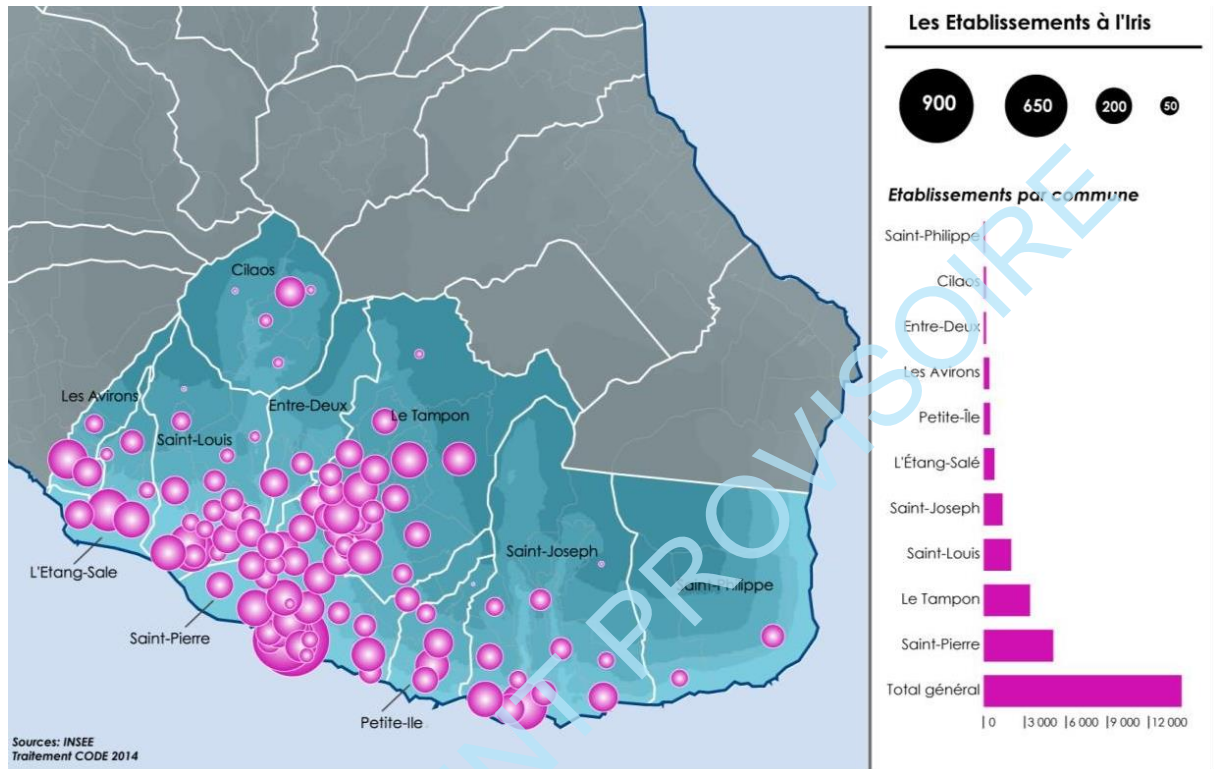 Les Etablissements à l'Iris
900
650
200
50
Etablissements par commune
Saint-Philippe
Cilaos
Entre-Deux
Les Avirons
Petite-Île
L'Étang-Salé
Saint-Joseph
Saint-Louis
Le Tampon
Saint-Pierre
Total général
0
3 000
6 000
9 000
12 000
Cilaos
Les Avirons
Entre-Deux
Le Tampon
Saint-Louis
L'Etang-Sale
Saint-Joseph
Saint-Philippe
Saint-Pierre
Petite-Ile
Sources: INSEE
Traitement CODE 2014
NT PROVISOIRE